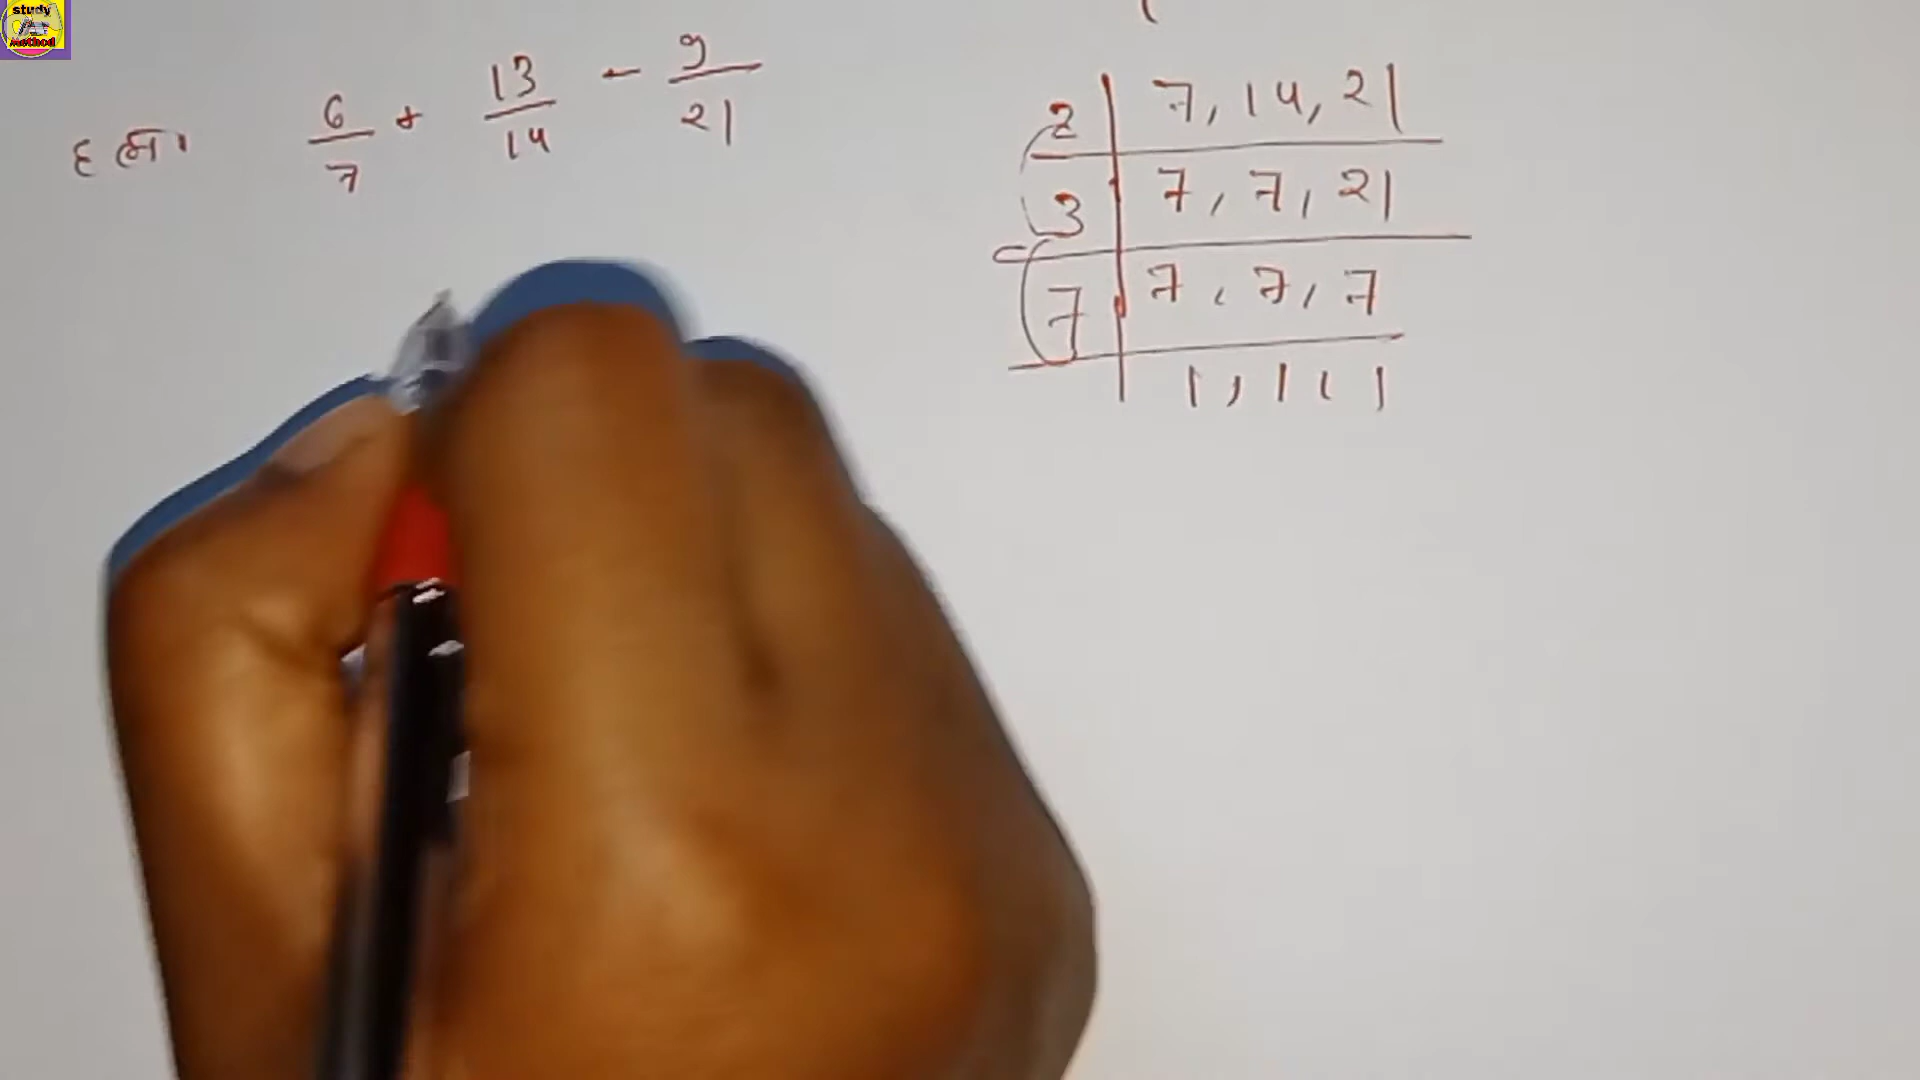 study
Method
हल। 6/7 + 13/14 - 9/21
2 | 7, 14, 21
3 | 7, 7, 21
7 | 7, 7, 7
1, 1, 1